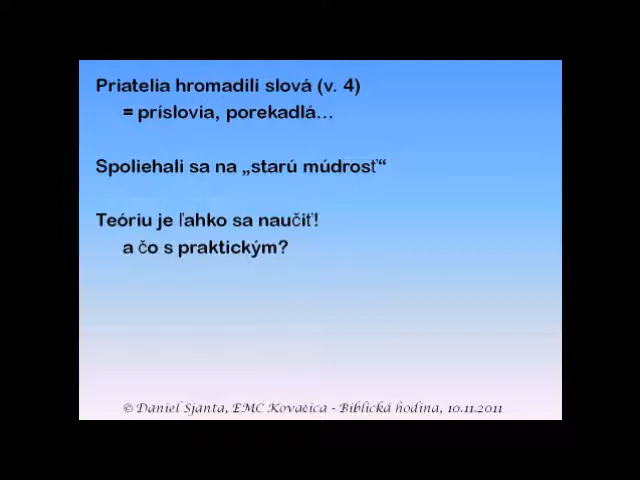 Priatelia hromadili slová (v. 4)
= príslovia, porekadlá...
Spoliehali sa na „starú múdrosť“
Teóriu je ľahko sa naučiť!
a čo s praktickým?
© Daniel Sjanta, EMC Kovačica - Biblická hodina, 10.11.2011